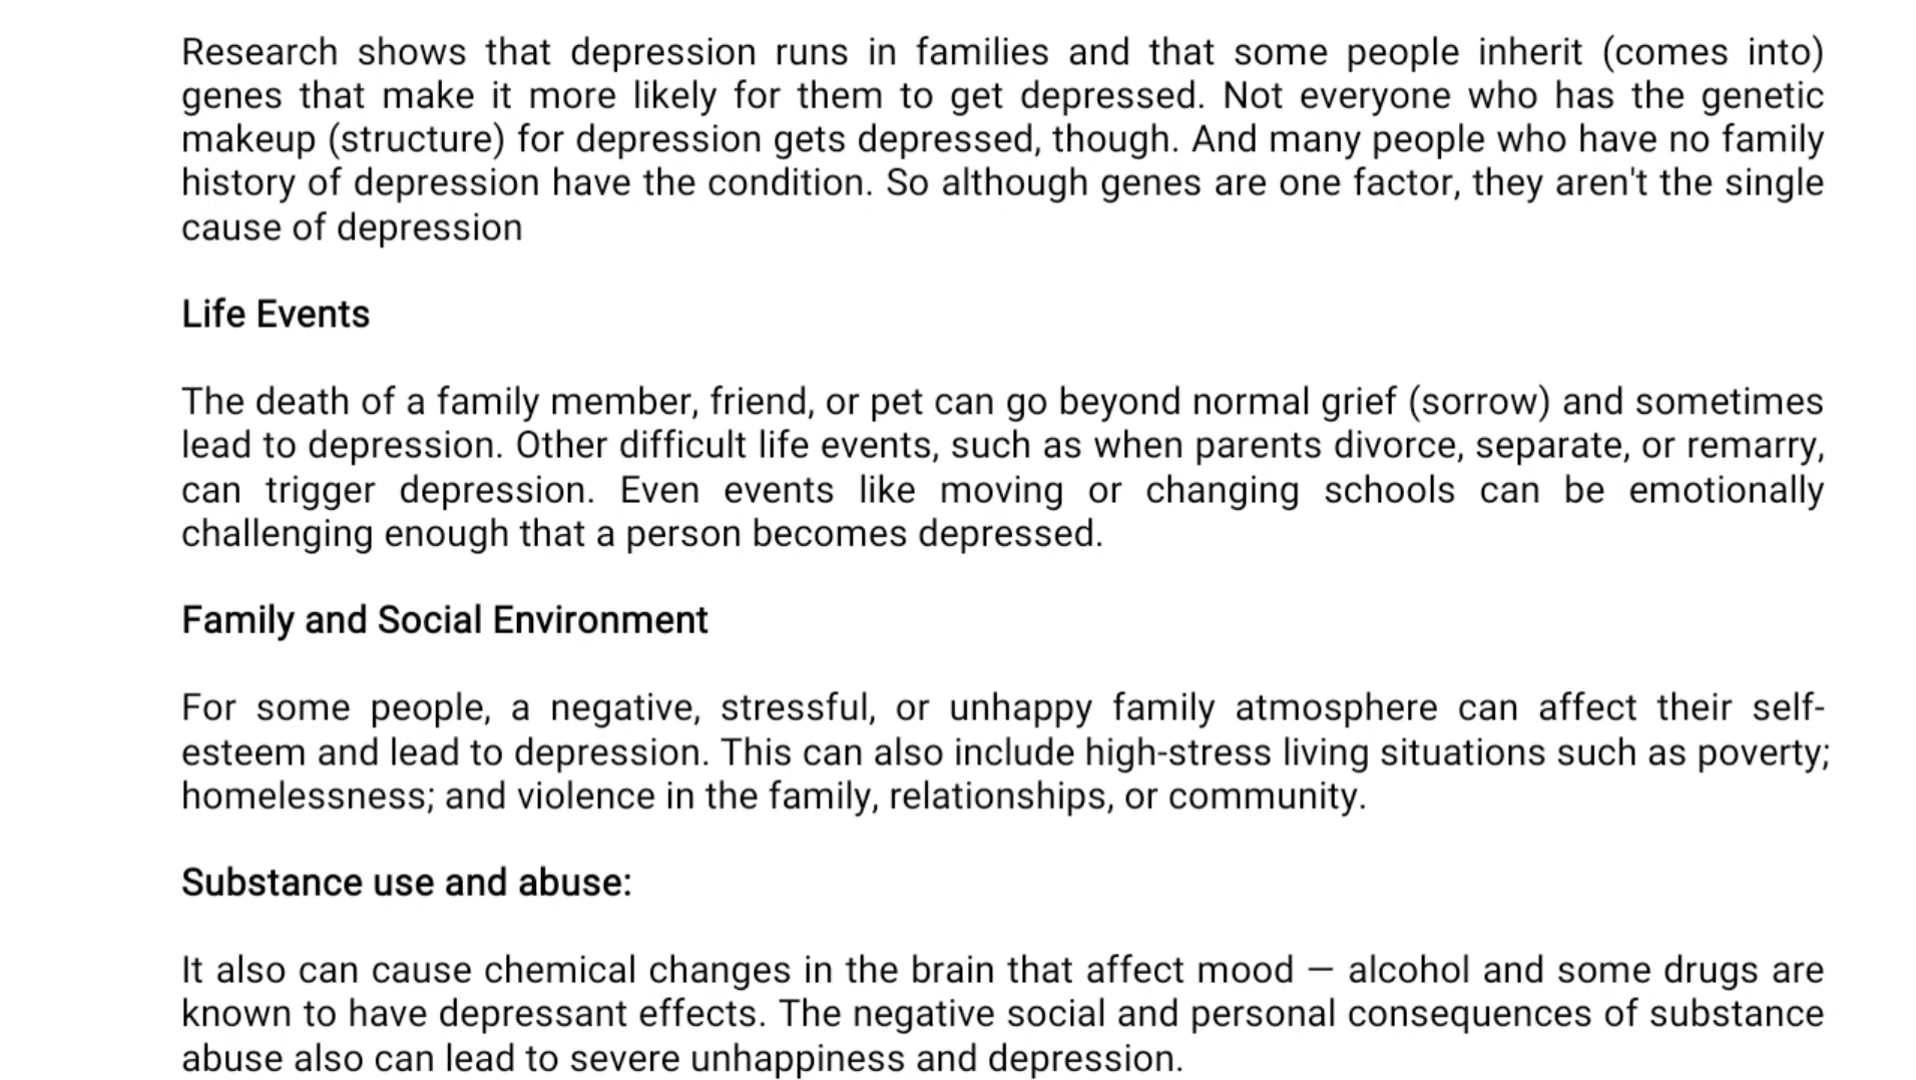 Research shows that depression runs in families and that some people inherit (comes into)
genes that make it more likely for them to get depressed. Not everyone who has the genetic
makeup (structure) for depression gets depressed, though. And many people who have no family
history of depression have the condition. So although genes are one factor, they aren't the single
cause of depression
Life Events
The death of a family member, friend, or pet can go beyond normal grief (sorrow) and sometimes
lead to depression. Other difficult life events, such as when parents divorce, separate, or remarry,
can trigger depression. Even events like moving or changing schools can be emotionally
challenging enough that a person becomes depressed.
Family and Social Environment
For some people, a negative, stressful, or unhappy family atmosphere can affect their self-
esteem and lead to depression. This can also include high-stress living situations such as poverty;
homelessness; and violence in the family, relationships, or community.
Substance use and abuse:
It also can cause chemical changes in the brain that affect mood — alcohol and some drugs are
known to have depressant effects. The negative social and personal consequences of substance
abuse also can lead to severe unhappiness and depression.